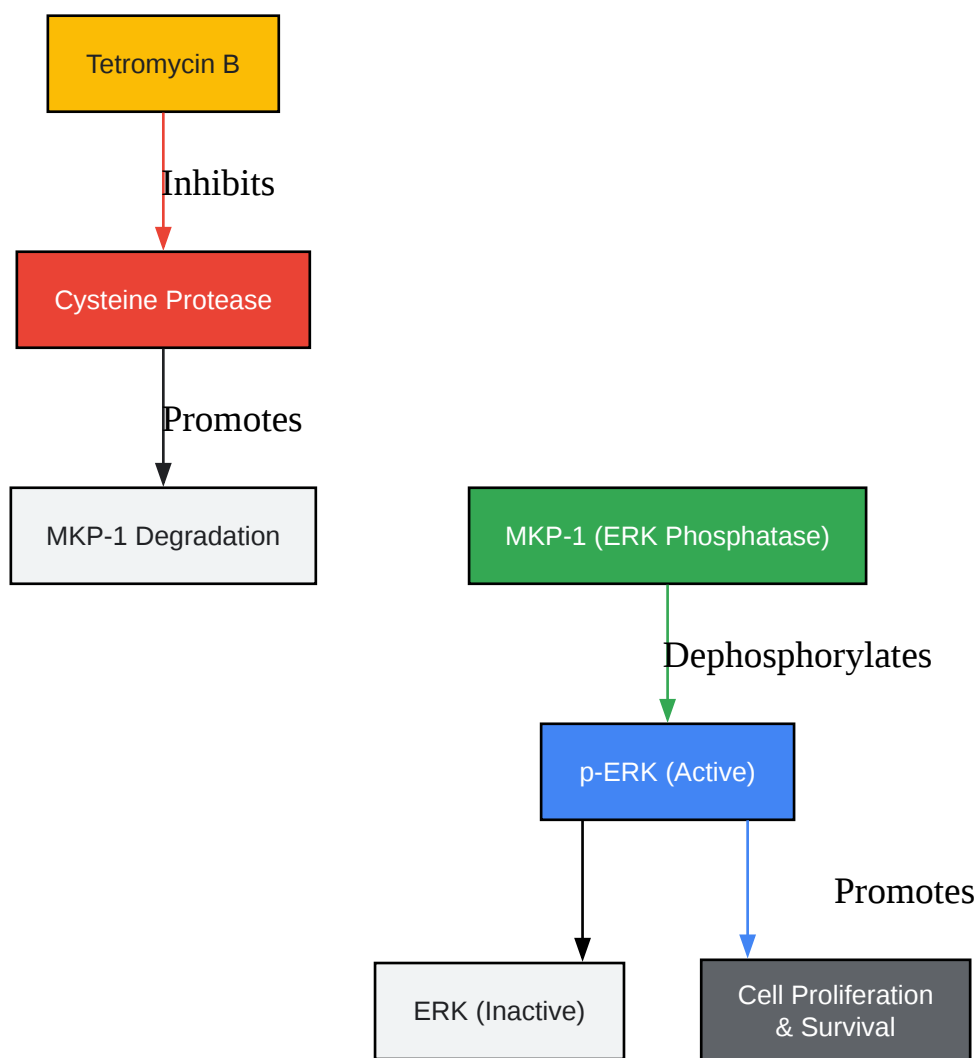 Tetromycin B
Inhibits
Cysteine Protease
Promotes
MKP-1 Degradation
MKP-1 (ERK Phosphatase)
Dephosphorylates
p-ERK (Active)
Promotes
ERK (Inactive)
Cell Proliferation
& Survival